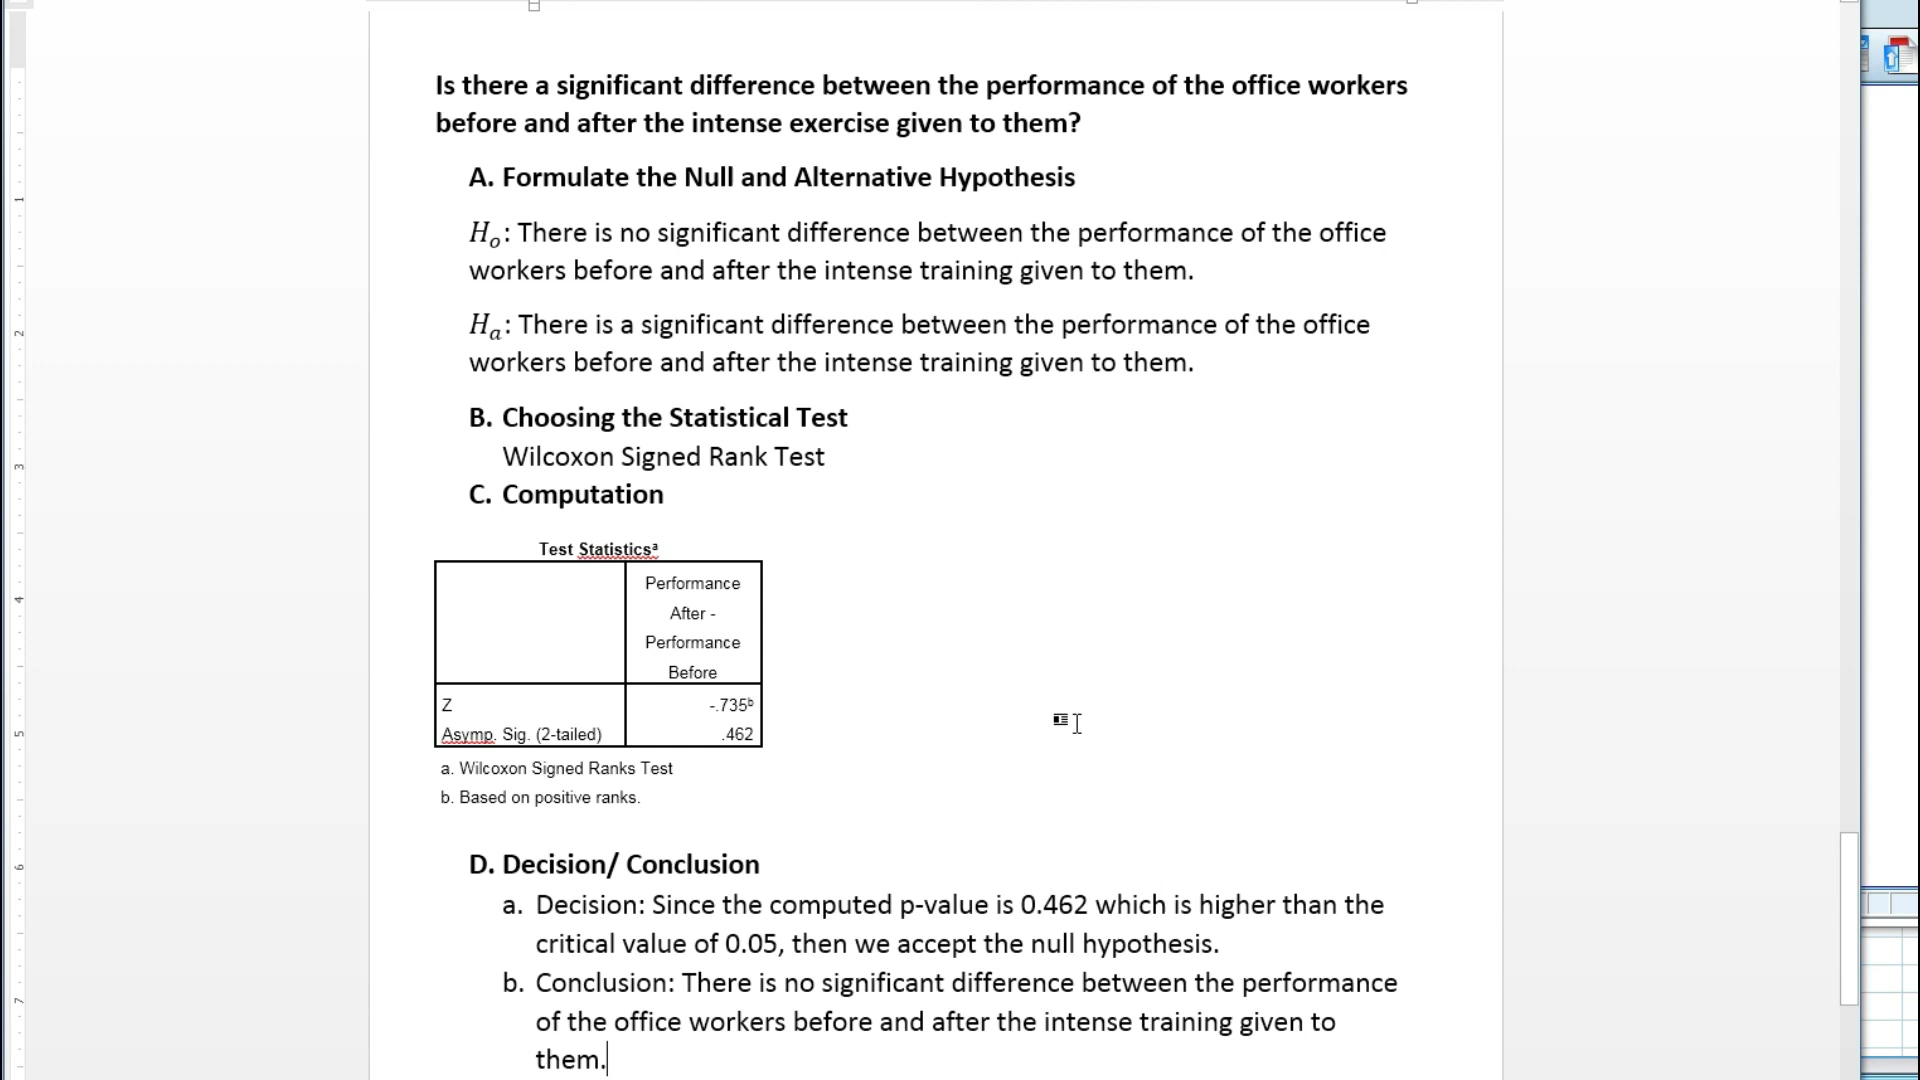 Is there a significant difference between the performance of the office workers
before and after the intense exercise given to them?
A. Formulate the Null and Alternative Hypothesis
Hₒ: There is no significant difference between the performance of the office
workers before and after the intense training given to them.
Hₐ: There is a significant difference between the performance of the office
workers before and after the intense training given to them.
B. Choosing the Statistical Test
Wilcoxon Signed Rank Test
C. Computation
Test Statisticsᵃ
Performance
After -
Performance
Before
Z -.735ᵇ
Asymp. Sig. (2-tailed) .462
a. Wilcoxon Signed Ranks Test
b. Based on positive ranks.
D. Decision/ Conclusion
a. Decision: Since the computed p-value is 0.462 which is higher than the
critical value of 0.05, then we accept the null hypothesis.
b. Conclusion: There is no significant difference between the performance
of the office workers before and after the intense training given to
them.
1
2
3
4
5
6
7